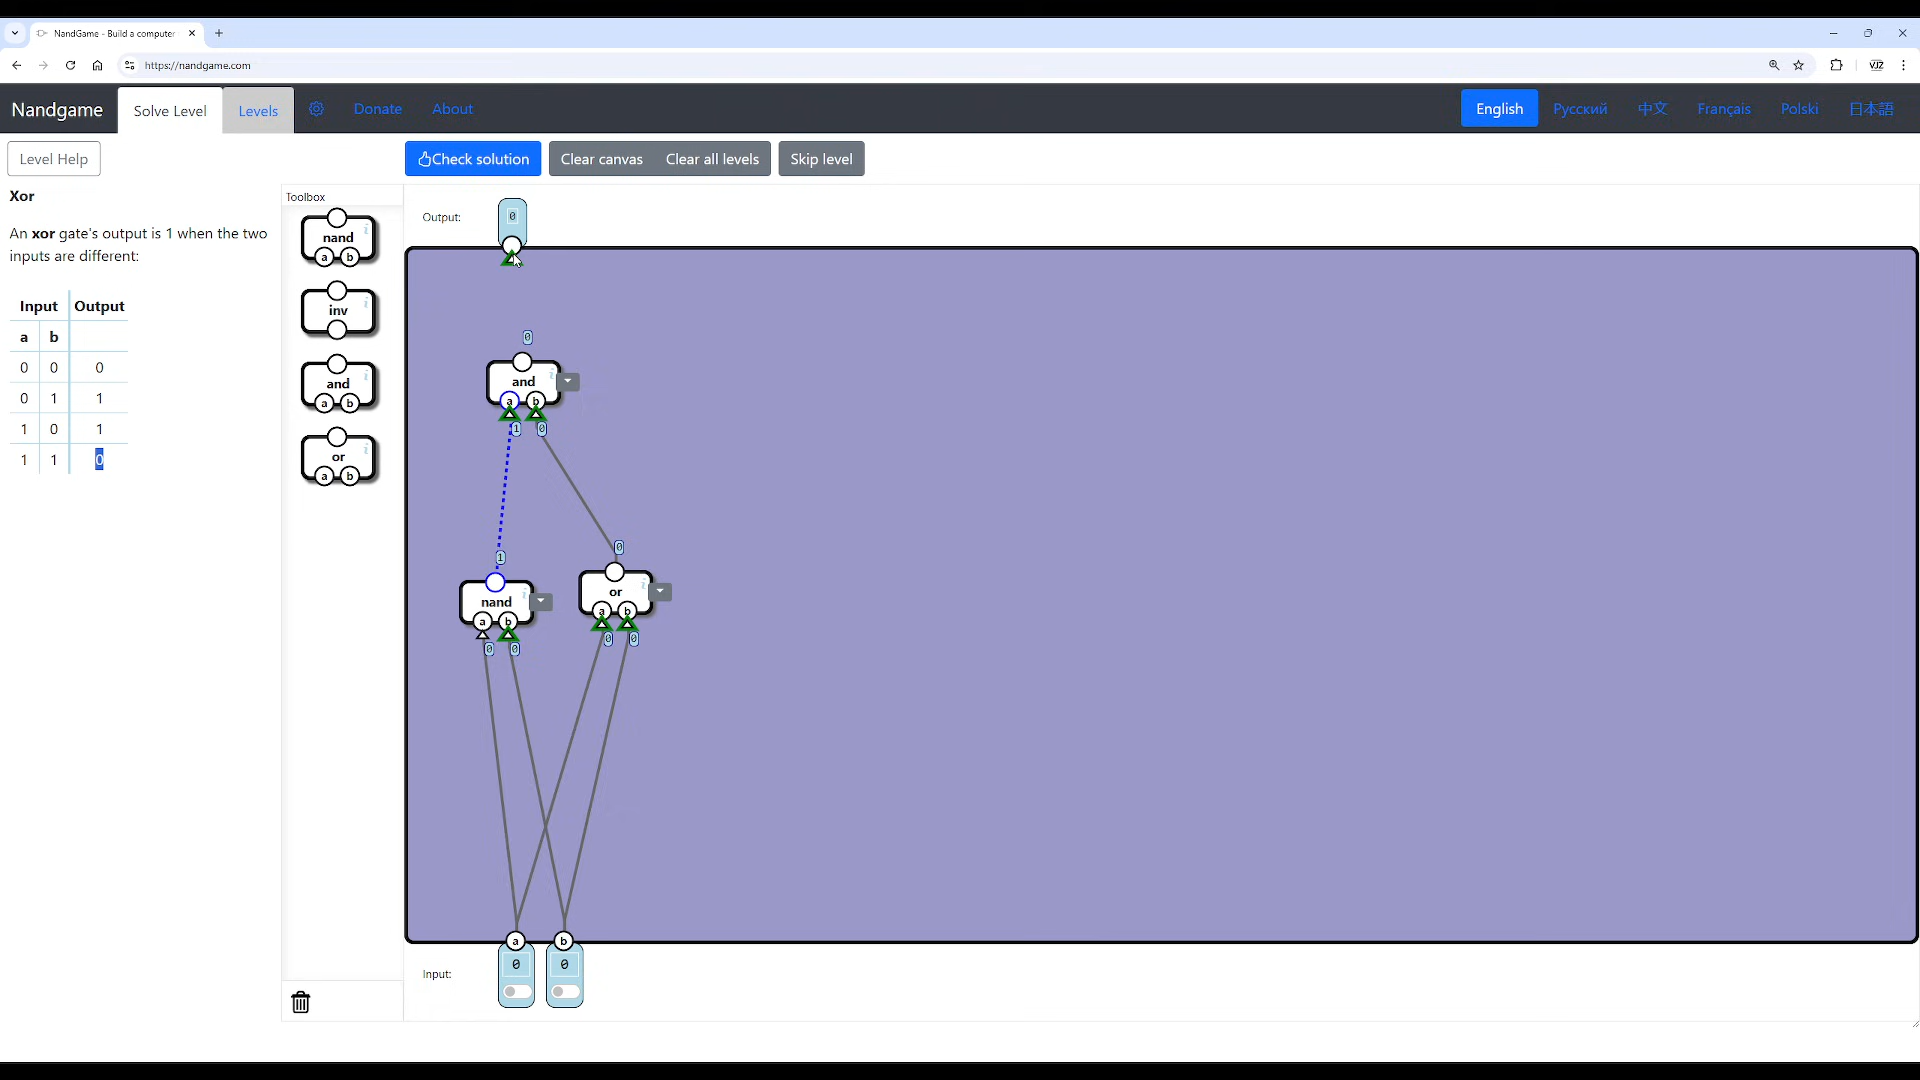 NandGame - Build a computer
https://nandgame.com
Nandgame
Solve Level
Levels
Donate
About
English
Русский
中文
Français
Polski
日本語
Level Help
Check solution
Clear canvas
Clear all levels
Skip level
Xor
An xor gate's output is 1 when the two
inputs are different:
Input Output
a b
0 0 0
0 1 1
1 0 1
1 1 0
Toolbox
nand
i
a b
inv
i
and
i
a b
or
i
a b
Output:
0
0
and
i
a b
1 0
1
0
nand
i
a b
0 0
or
i
a b
0 0
a b
Input:
0 0